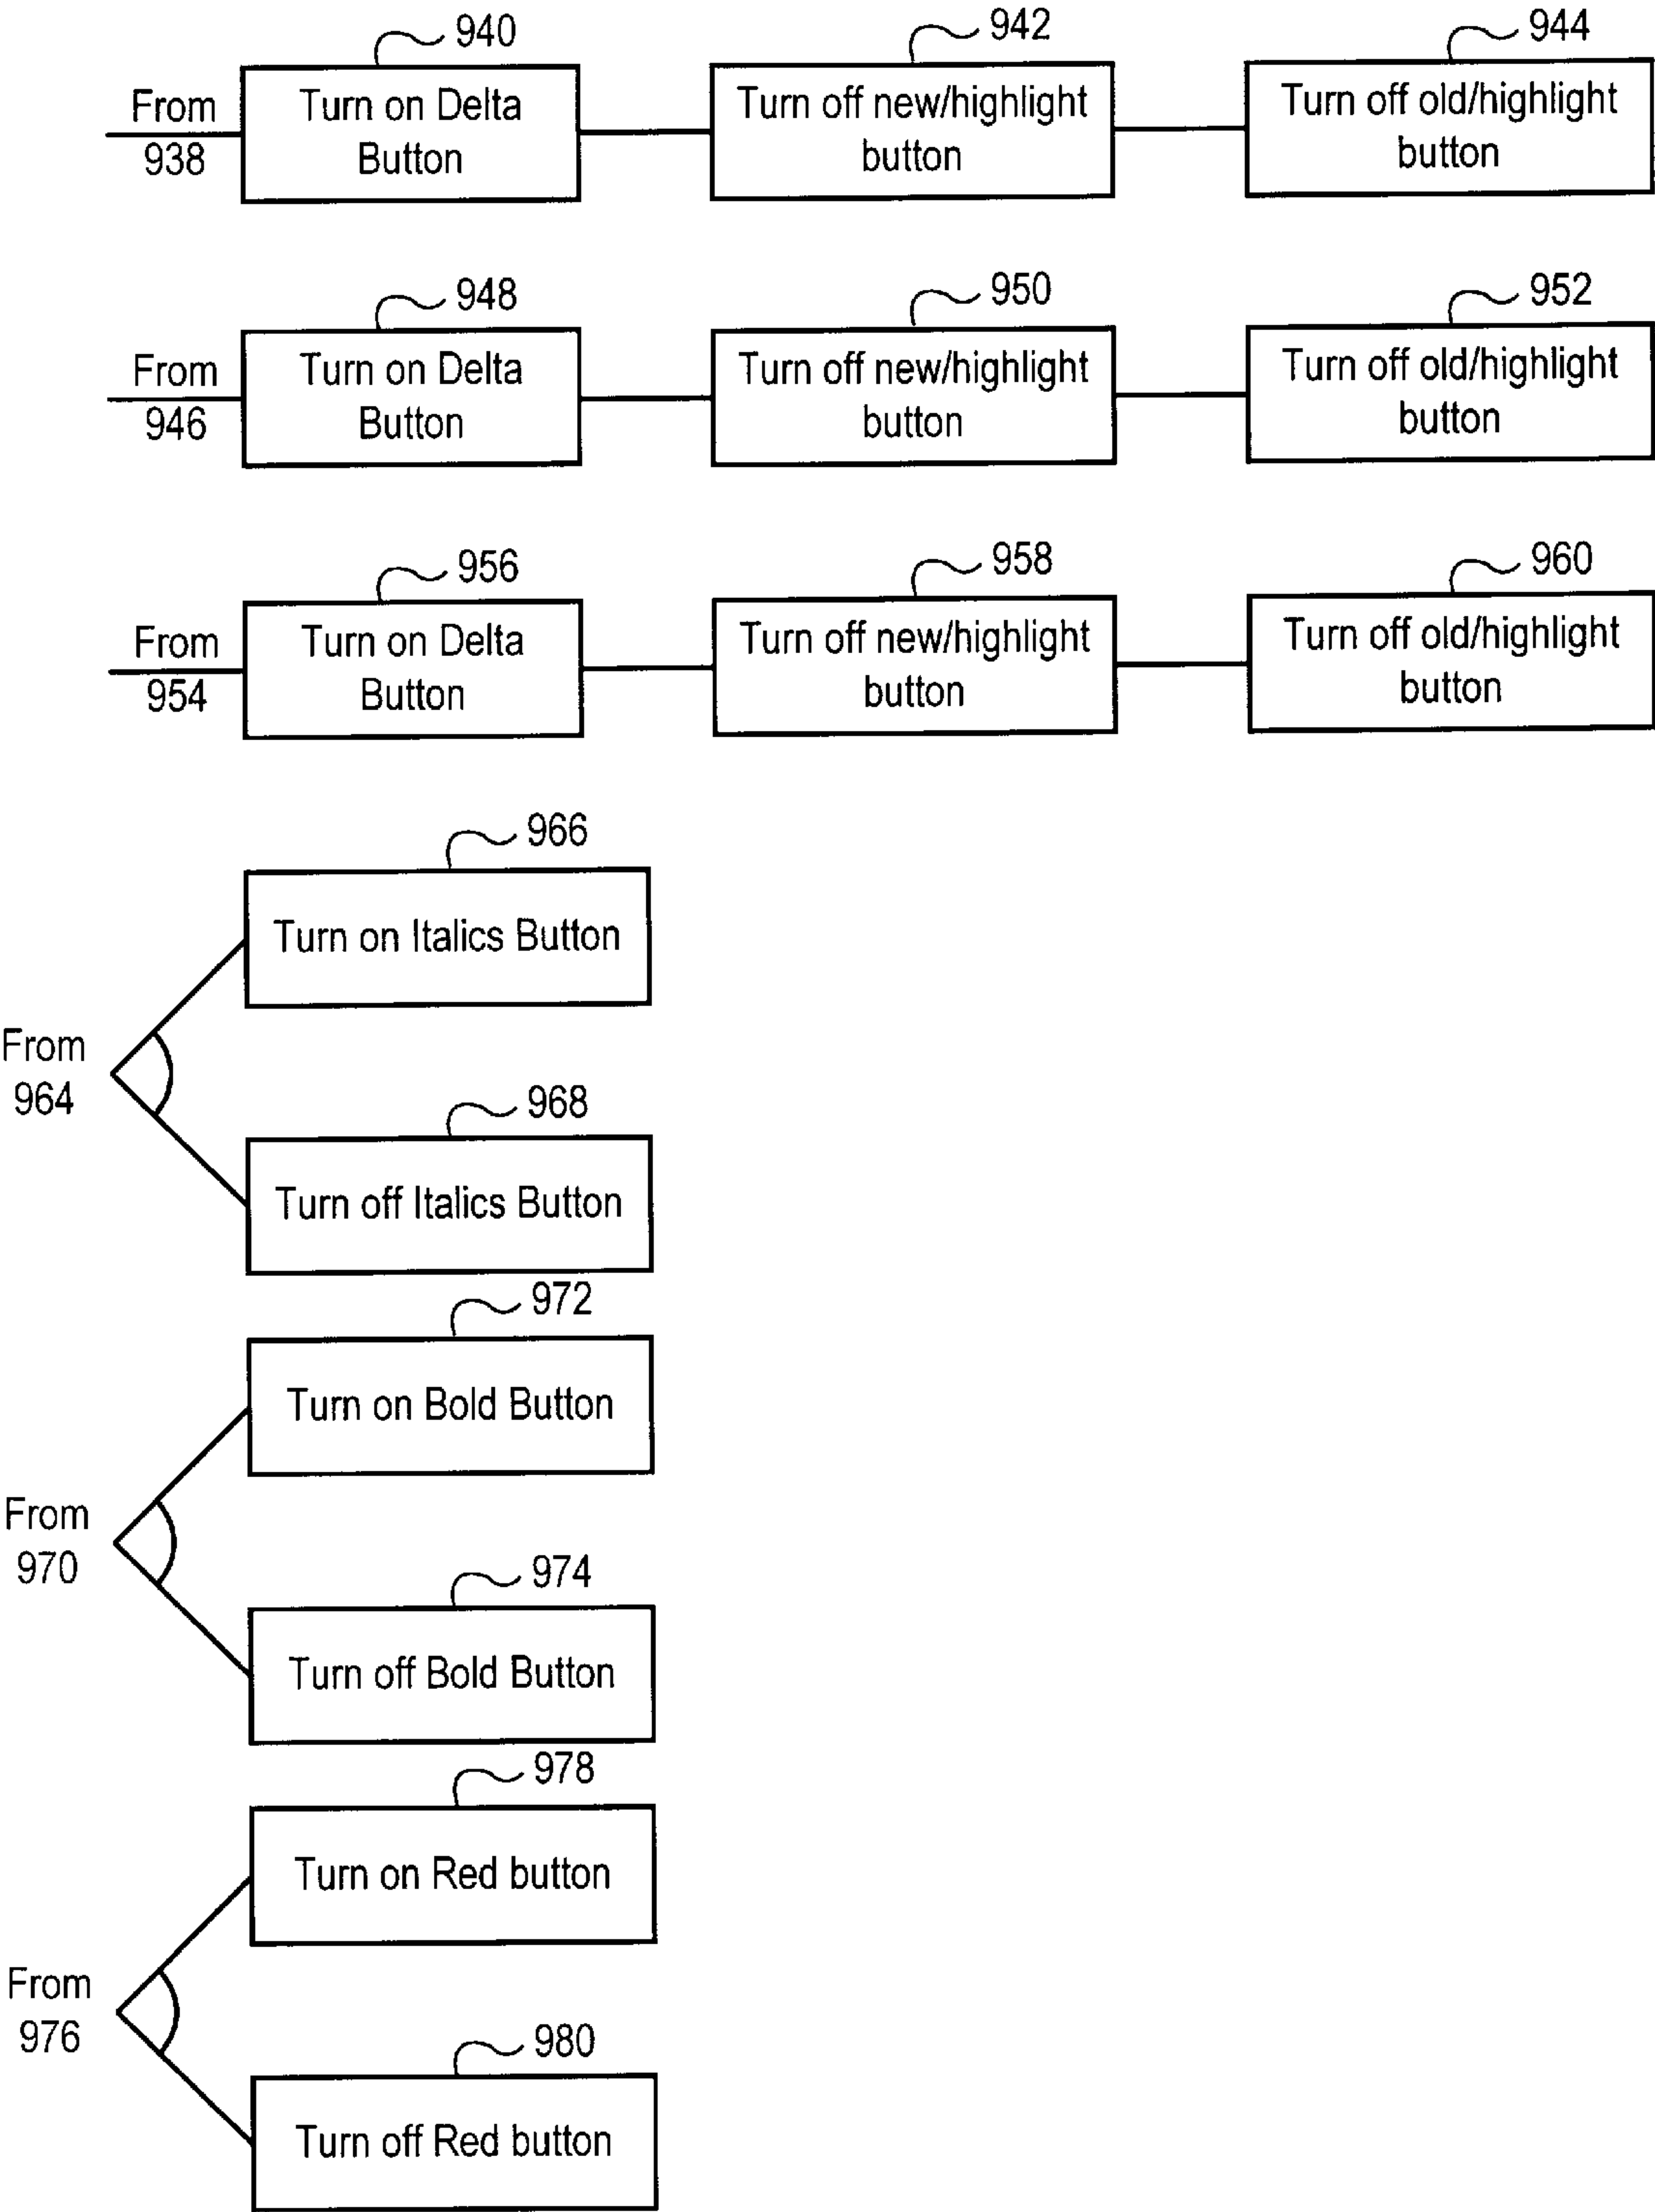 940
942
944
From
938
Turn on Delta
Button
Turn off new/highlight
button
Turn off old/highlight
button
948
950
952
From
946
Turn on Delta
Button
Turn off new/highlight
button
Turn off old/highlight
button
956
958
960
From
954
Turn on Delta
Button
Turn off new/highlight
button
Turn off old/highlight
button
966
Turn on Italics Button
From
964
968
Turn off Italics Button
972
Turn on Bold Button
From
970
974
Turn off Bold Button
978
Turn on Red button
From
976
980
Turn off Red button